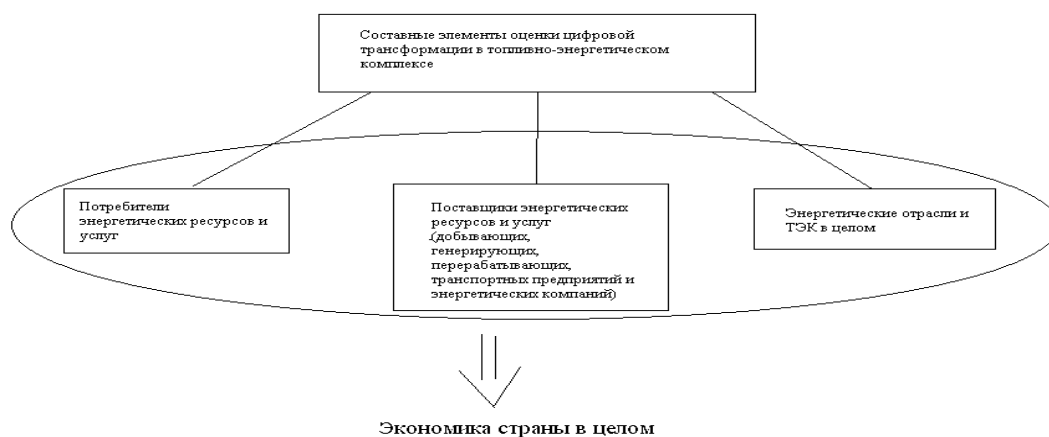 Составные элементы оценки цифровой
трансформации в топливно-энергетическом
комплексе
Потребители
энергетических ресурсов и
услуг
Поставщики энергетических
ресурсов и услуг
.(добывающих,
генерирующих,
перерабатывающих,
транспортных предприятий и
энергетических компаний)
Энергетические отрасли и
ТЭК в целом
Экономика страны в целом